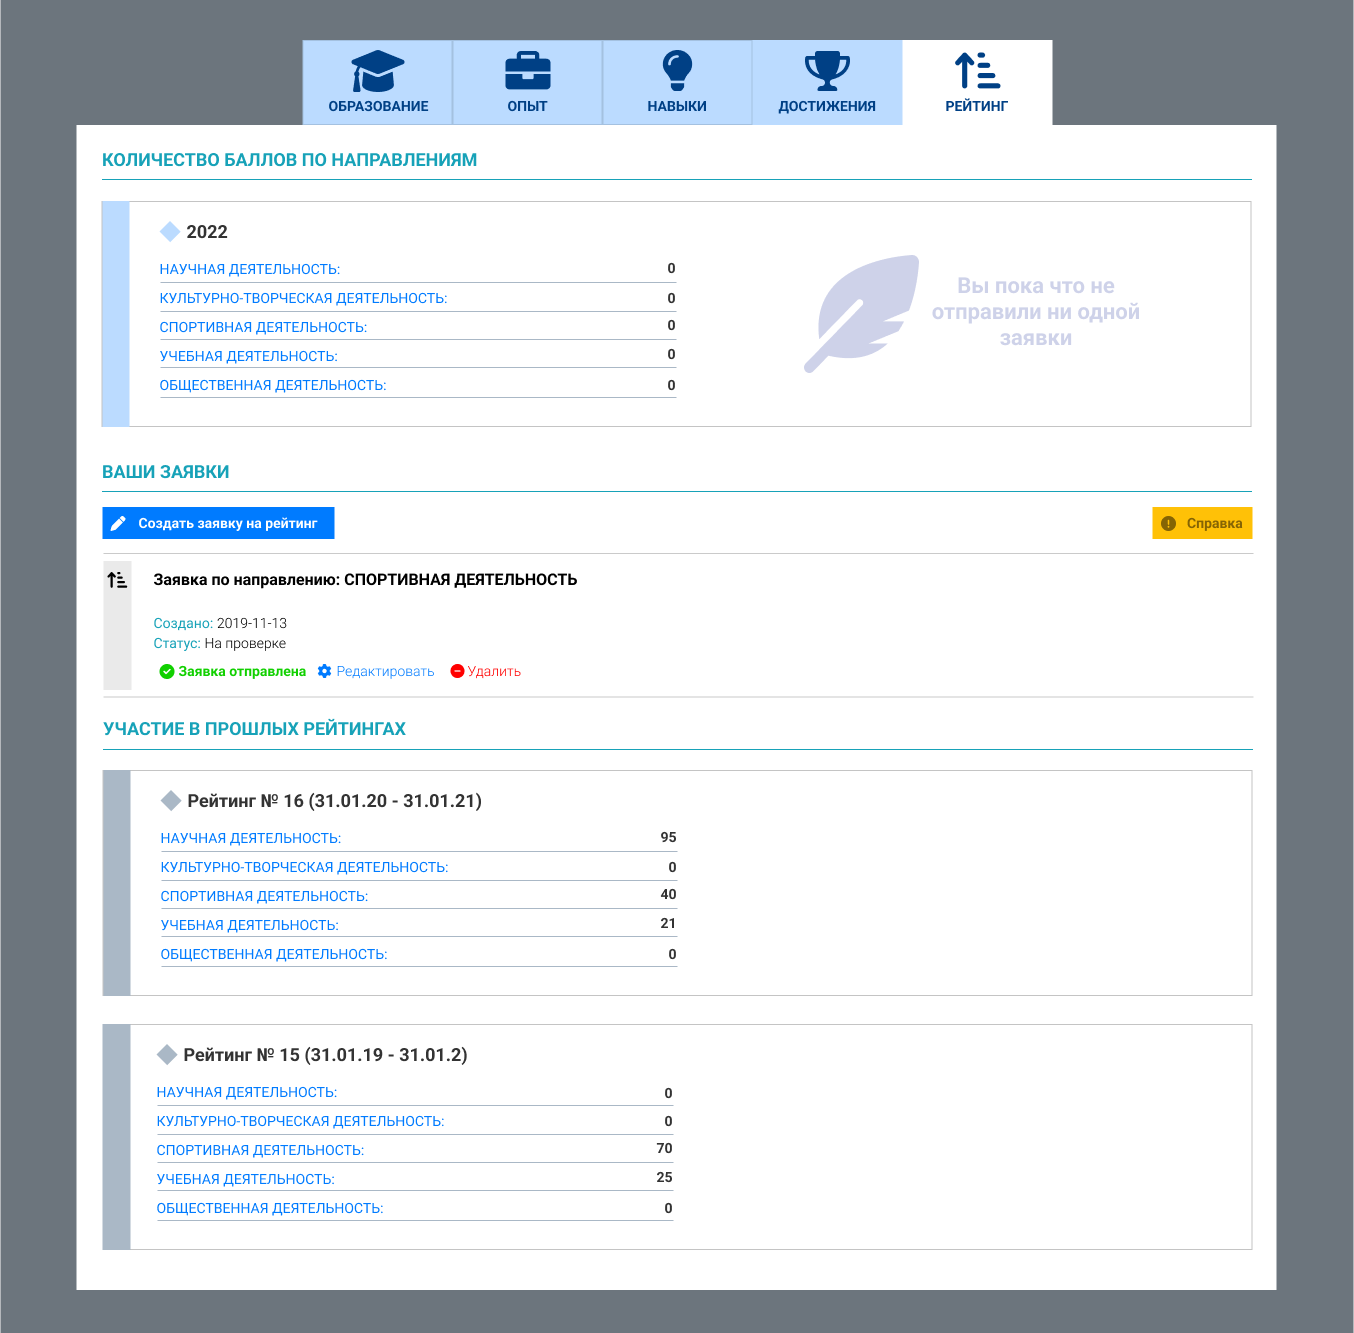 ОБРАЗОВАНИЕ
ОПЫТ
НАВЫКИ
ДОСТИЖЕНИЯ
РЕЙТИНГ
КОЛИЧЕСТВО БАЛЛОВ ПО НАПРАВЛЕНИЯМ
2022
НАУЧНАЯ ДЕЯТЕЛЬНОСТЬ: 0
КУЛЬТУРНО-ТВОРЧЕСКАЯ ДЕЯТЕЛЬНОСТЬ: 0
СПОРТИВНАЯ ДЕЯТЕЛЬНОСТЬ: 0
УЧЕБНАЯ ДЕЯТЕЛЬНОСТЬ: 0
ОБЩЕСТВЕННАЯ ДЕЯТЕЛЬНОСТЬ: 0
Вы пока что не
отправили ни одной
заявки
ВАШИ ЗАЯВКИ
Создать заявку на рейтинг
Справка
Заявка по направлению: СПОРТИВНАЯ ДЕЯТЕЛЬНОСТЬ
Создано: 2019-11-13
Статус: На проверке
Заявка отправлена Редактировать Удалить
УЧАСТИЕ В ПРОШЛЫХ РЕЙТИНГАХ
Рейтинг № 16 (31.01.20 - 31.01.21)
НАУЧНАЯ ДЕЯТЕЛЬНОСТЬ: 95
КУЛЬТУРНО-ТВОРЧЕСКАЯ ДЕЯТЕЛЬНОСТЬ: 0
СПОРТИВНАЯ ДЕЯТЕЛЬНОСТЬ: 40
УЧЕБНАЯ ДЕЯТЕЛЬНОСТЬ: 21
ОБЩЕСТВЕННАЯ ДЕЯТЕЛЬНОСТЬ: 0
Рейтинг № 15 (31.01.19 - 31.01.2)
НАУЧНАЯ ДЕЯТЕЛЬНОСТЬ: 0
КУЛЬТУРНО-ТВОРЧЕСКАЯ ДЕЯТЕЛЬНОСТЬ: 0
СПОРТИВНАЯ ДЕЯТЕЛЬНОСТЬ: 70
УЧЕБНАЯ ДЕЯТЕЛЬНОСТЬ: 25
ОБЩЕСТВЕННАЯ ДЕЯТЕЛЬНОСТЬ: 0